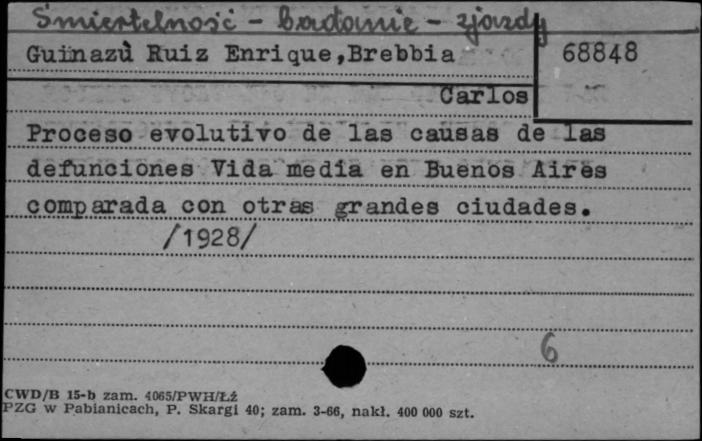 Śmiertelność - badanie - zjazdy
Guinazù Ruiz Enrique,Brebbia 68848
Carlos
Proceso evolutivo de las causas de las
defunciones Vida media en Buenos Aires
comparada con otras grandes ciudades.
/1928/
6
CWD/B 15-b zam. 4065/PWH/Łż
PZG w Pabianicach, P. Skargi 40; zam. 3-66, nakł. 400 000 szt.